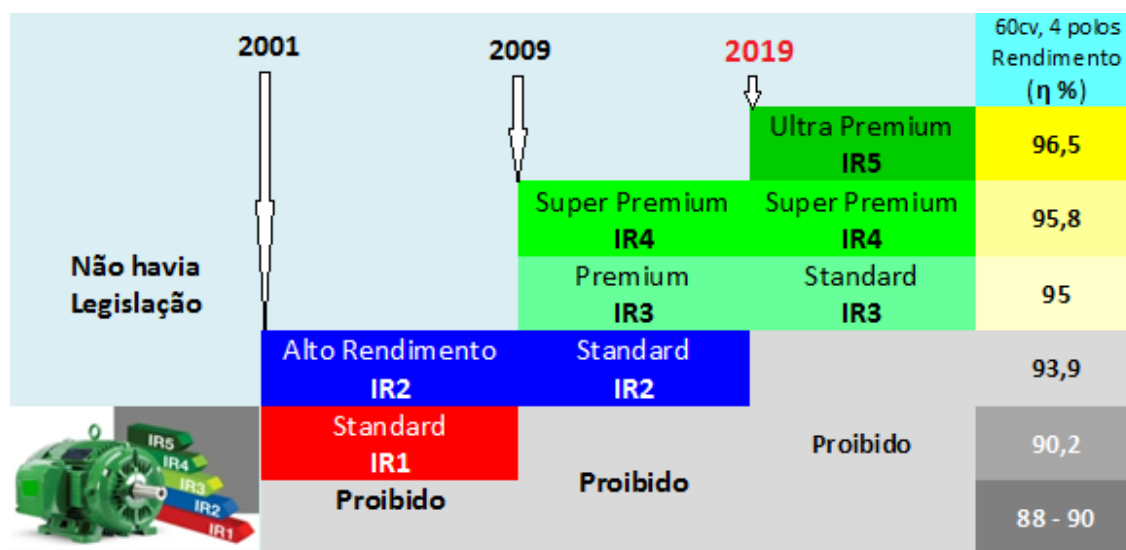 2001
2009
2019
60cv, 4 polos
Rendimento
(η %)
Ultra Premium
IR5
96,5
Super Premium
IR4
Super Premium
IR4
95,8
Não havia
Legislação
Premium
IR3
Standard
IR3
95
Alto Rendimento
IR2
Standard
IR2
93,9
Standard
IR1
Proibido
Proibido
Proibido
90,2
88 - 90
IR5
IR4
IR3
IR2
IR1